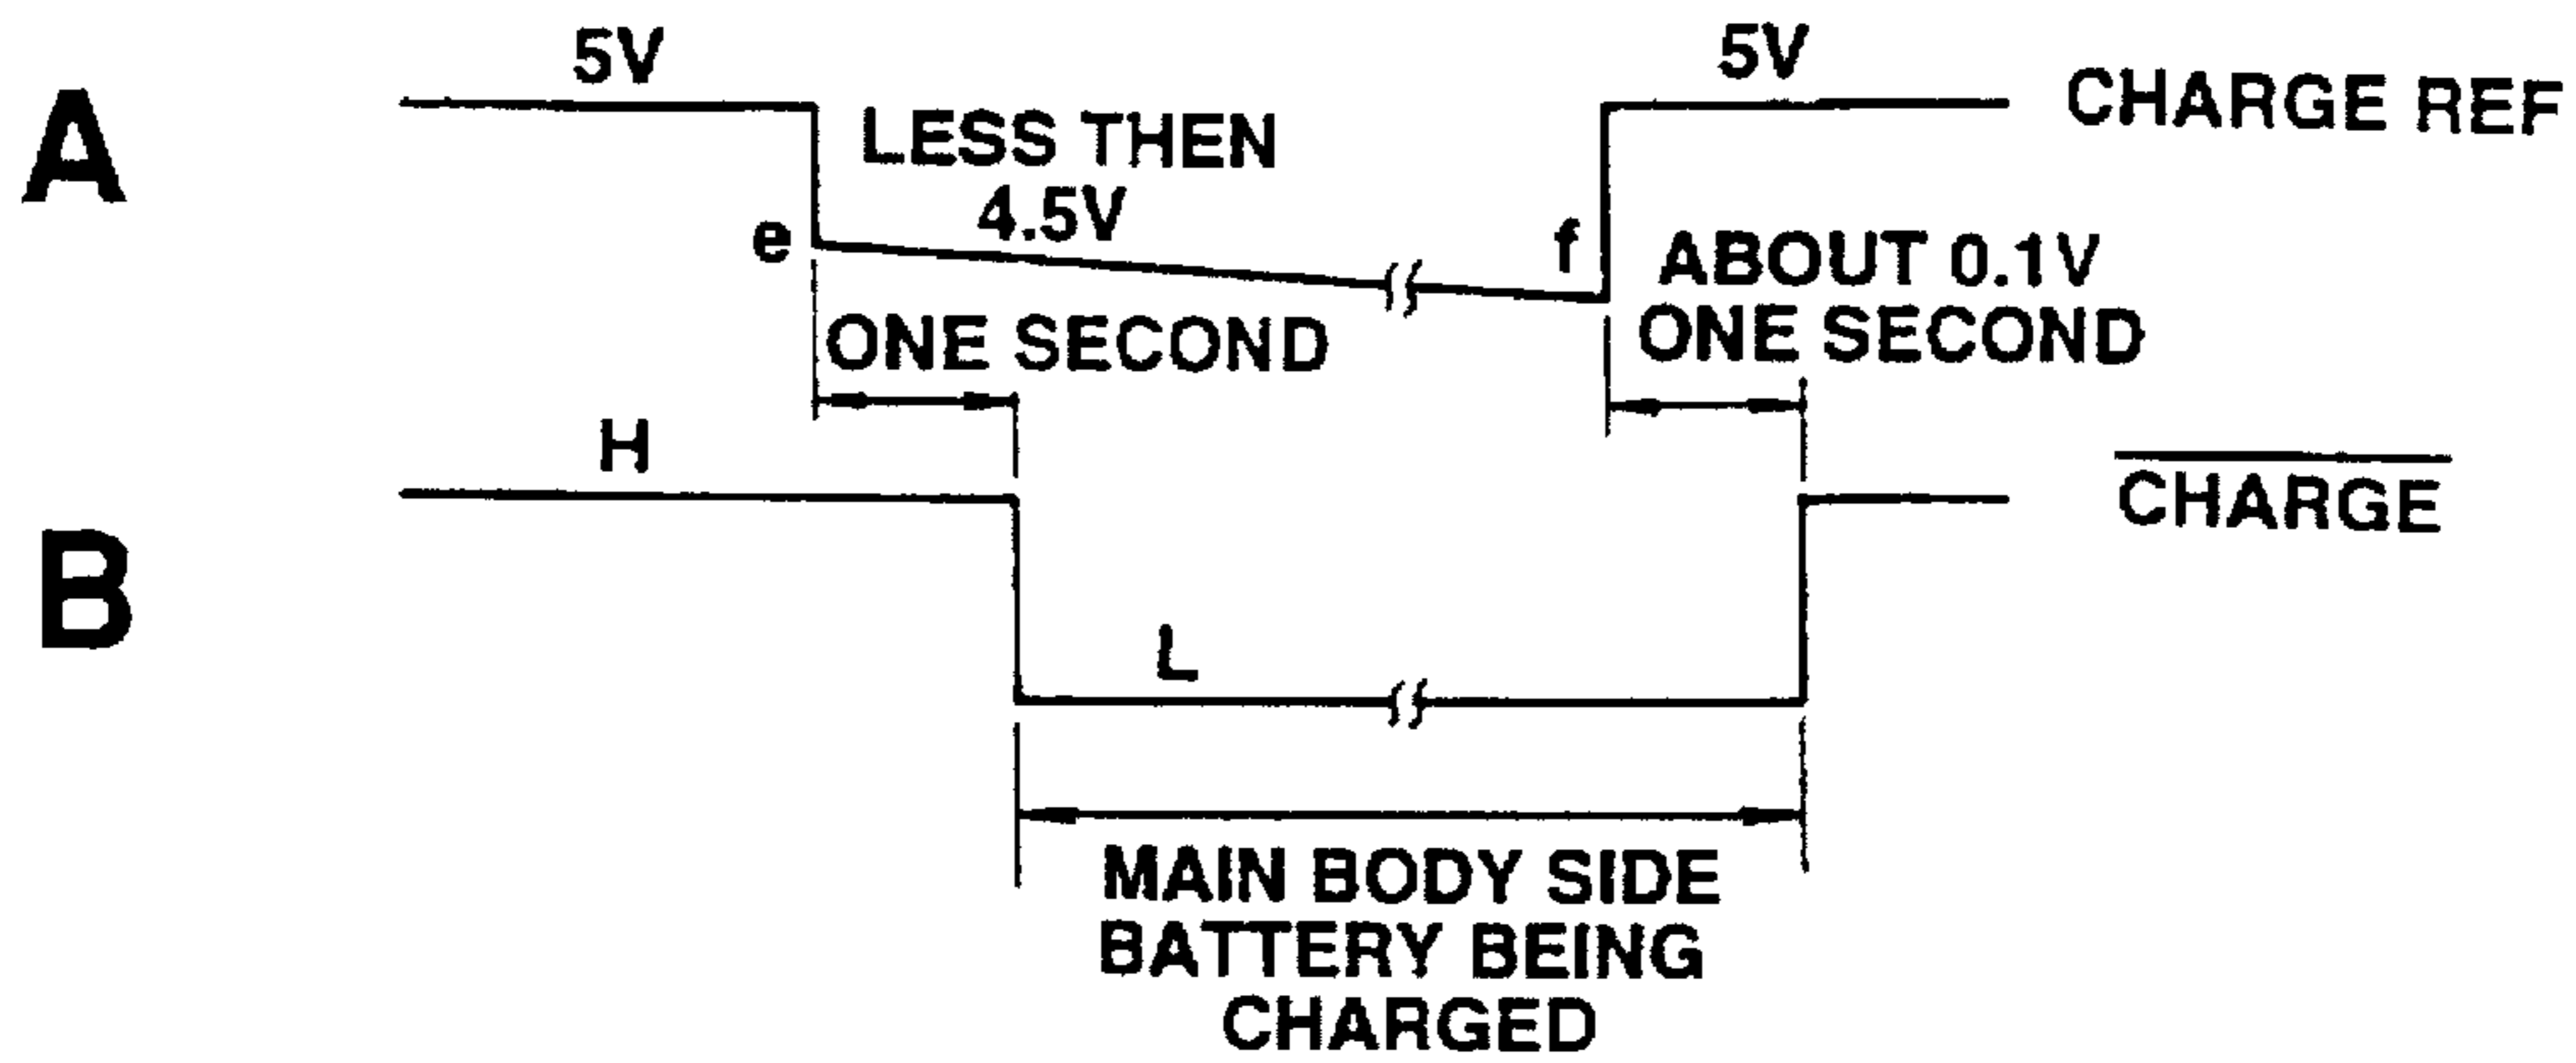 A
5V
LESS THEN
4.5V
e
f
5V
CHARGE REF
ABOUT 0.1V
ONE SECOND
ONE SECOND
B
H
L
CHARGE
MAIN BODY SIDE
BATTERY BEING
CHARGED